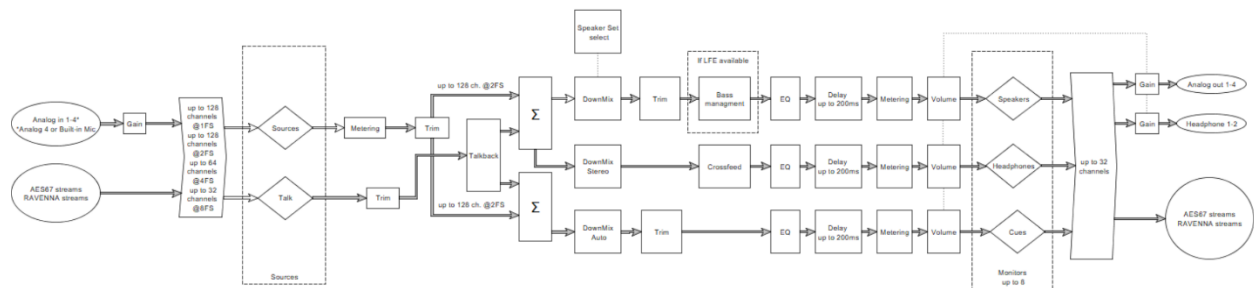 Speaker Set
select
If LFE available
up to 128 ch. @2FS
Analog in 1-4*
*Analog 4 or Built-in Mic
Gain
up to 128
channels
@1FS
up to 128
channels
@2FS
up to 64
channels
@4FS
up to 32
channels
@8FS
AES67 streams
RAVENNA streams
Sources
Talk
Sources
Metering
Trim
Trim
Talkback
up to 128 ch. @2FS
Σ
Σ
DownMix
Trim
Bass
managment
EQ
Delay
up to 200ms
Metering
Volume
Speakers
DownMix
Stereo
Crossfeed
EQ
Delay
up to 200ms
Metering
Volume
Headphones
DownMix
Auto
Trim
EQ
Delay
up to 200ms
Metering
Volume
Cues
Monitors
up to 8
up to 32
channels
Gain
Analog out 1-4
Gain
Headphone 1-2
AES67 streams
RAVENNA streams